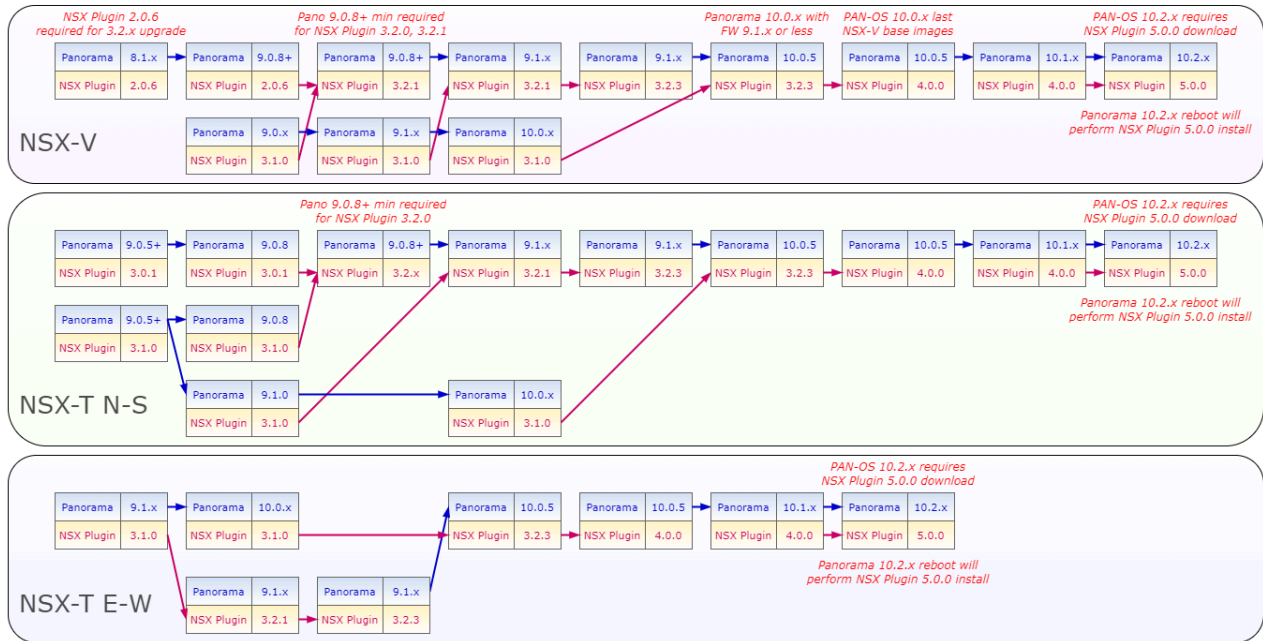 NSX Plugin 2.0.6
required for 3.2.x upgrade
Pano 9.0.8+ min required
for NSX Plugin 3.2.0, 3.2.1
Panorama 10.0.x with
FW 9.1.x or less
PAN-OS 10.0.x last
NSX-V base images
PAN-OS 10.2.x requires
NSX Plugin 5.0.0 download
Panorama 8.1.x Panorama 9.0.8+ Panorama 9.0.8+ Panorama 9.1.x Panorama 9.1.x Panorama 10.0.5 Panorama 10.0.5 Panorama 10.1.x Panorama 10.2.x
NSX Plugin 2.0.6 NSX Plugin 2.0.6 NSX Plugin 3.2.1 NSX Plugin 3.2.1 NSX Plugin 3.2.3 NSX Plugin 3.2.3 NSX Plugin 4.0.0 NSX Plugin 4.0.0 NSX Plugin 5.0.0
Panorama 10.2.x reboot will
perform NSX Plugin 5.0.0 install
Panorama 9.0.x Panorama 9.1.x Panorama 10.0.x
NSX Plugin 3.1.0 NSX Plugin 3.1.0 NSX Plugin 3.1.0
NSX-V
Pano 9.0.8+ min required
for NSX Plugin 3.2.0
PAN-OS 10.2.x requires
NSX Plugin 5.0.0 download
Panorama 9.0.5+ Panorama 9.0.8 Panorama 9.0.8+ Panorama 9.1.x Panorama 9.1.x Panorama 10.0.5 Panorama 10.0.5 Panorama 10.1.x Panorama 10.2.x
NSX Plugin 3.0.1 NSX Plugin 3.0.1 NSX Plugin 3.2.x NSX Plugin 3.2.1 NSX Plugin 3.2.3 NSX Plugin 3.2.3 NSX Plugin 4.0.0 NSX Plugin 4.0.0 NSX Plugin 5.0.0
Panorama 10.2.x reboot will
perform NSX Plugin 5.0.0 install
Panorama 9.0.5+ Panorama 9.0.8
NSX Plugin 3.1.0 NSX Plugin 3.1.0
Panorama 9.1.0 Panorama 10.0.x
NSX Plugin 3.1.0 NSX Plugin 3.1.0
NSX-T N-S
PAN-OS 10.2.x requires
NSX Plugin 5.0.0 download
Panorama 9.1.x Panorama 10.0.x Panorama 10.0.5 Panorama 10.0.5 Panorama 10.1.x Panorama 10.2.x
NSX Plugin 3.1.0 NSX Plugin 3.1.0 NSX Plugin 3.2.3 NSX Plugin 4.0.0 NSX Plugin 4.0.0 NSX Plugin 5.0.0
Panorama 10.2.x reboot will
perform NSX Plugin 5.0.0 install
Panorama 9.1.x Panorama 9.1.x
NSX Plugin 3.2.1 NSX Plugin 3.2.3
NSX-T E-W